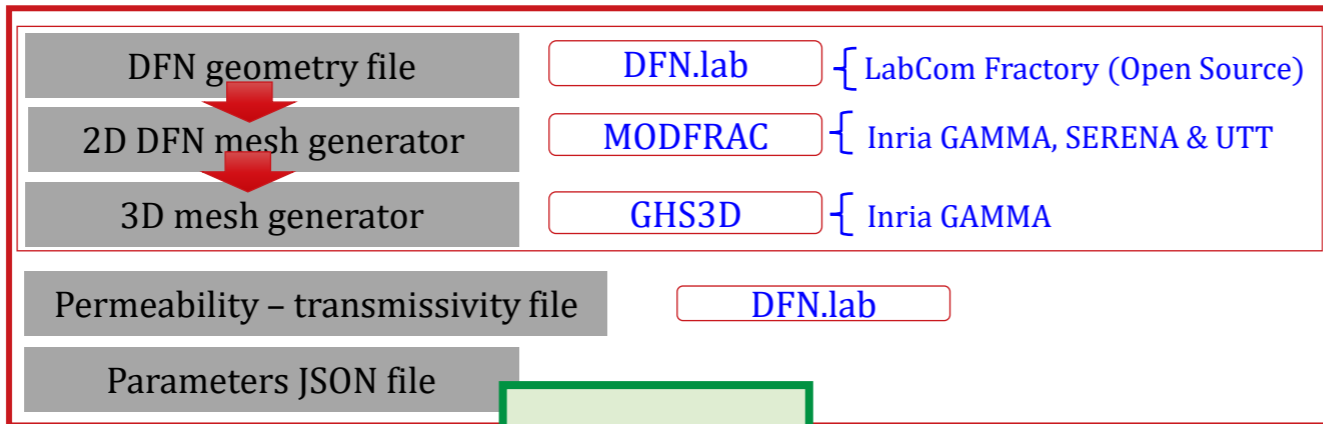 DFN geometry file DFN.lab LabCom Fractory (Open Source)
2D DFN mesh generator MODFRAC Inria GAMMA, SERENA & UTT
3D mesh generator GHS3D Inria GAMMA
Permeability – transmissivity file DFN.lab
Parameters JSON file